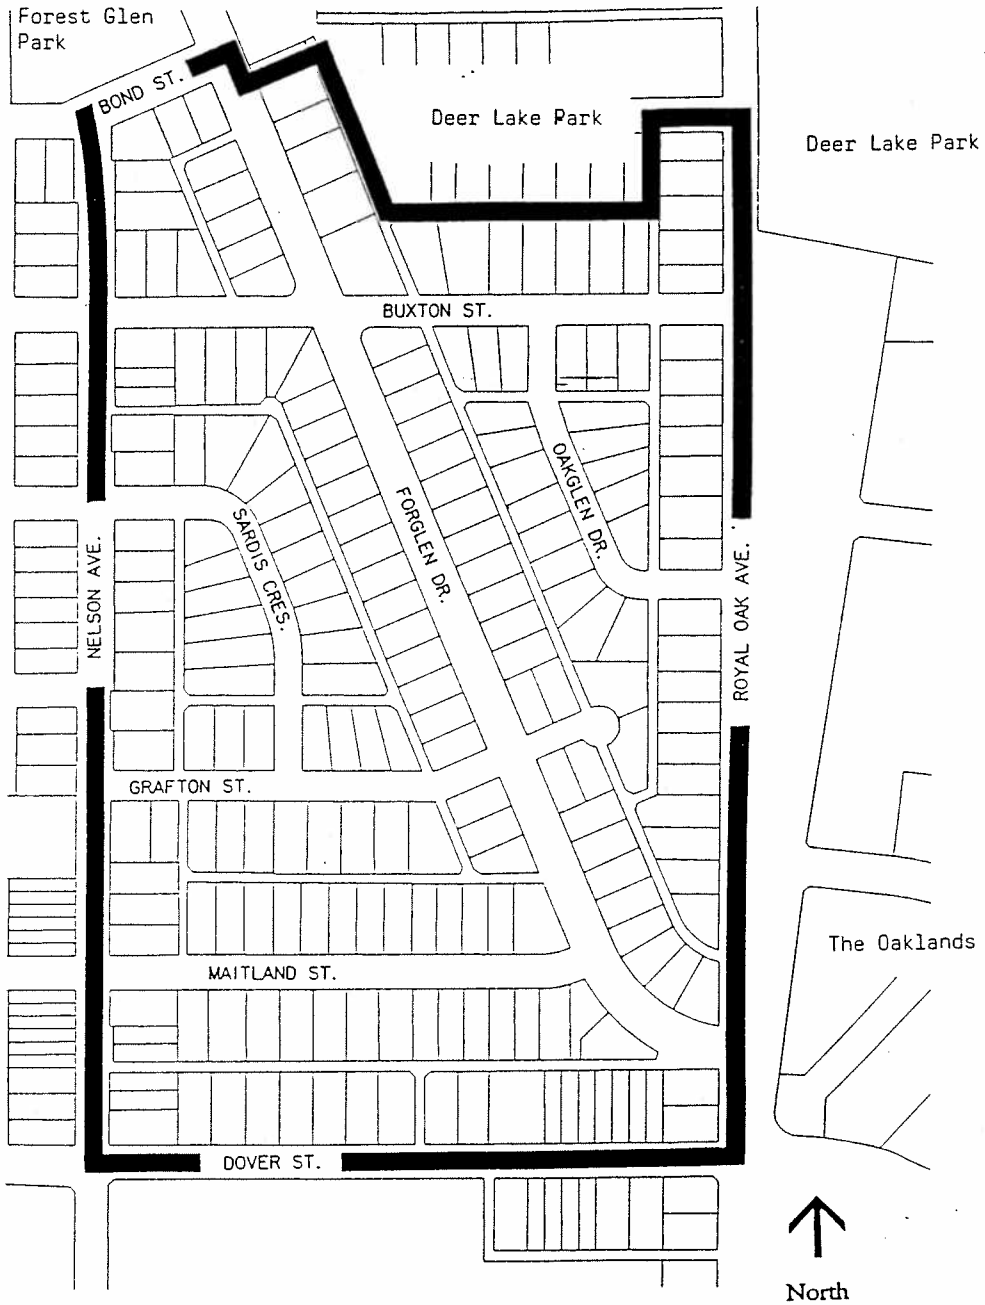 Forest Glen
Park
BOND ST.
Deer Lake Park
Deer Lake Park
BUXTON ST.
OAKGLEN DR.
FORGLEN DR.
SARDIS CRES.
NELSON AVE.
ROYAL OAK AVE.
GRAFTON ST.
The Oaklands
MAITLAND ST.
DOVER ST.
North